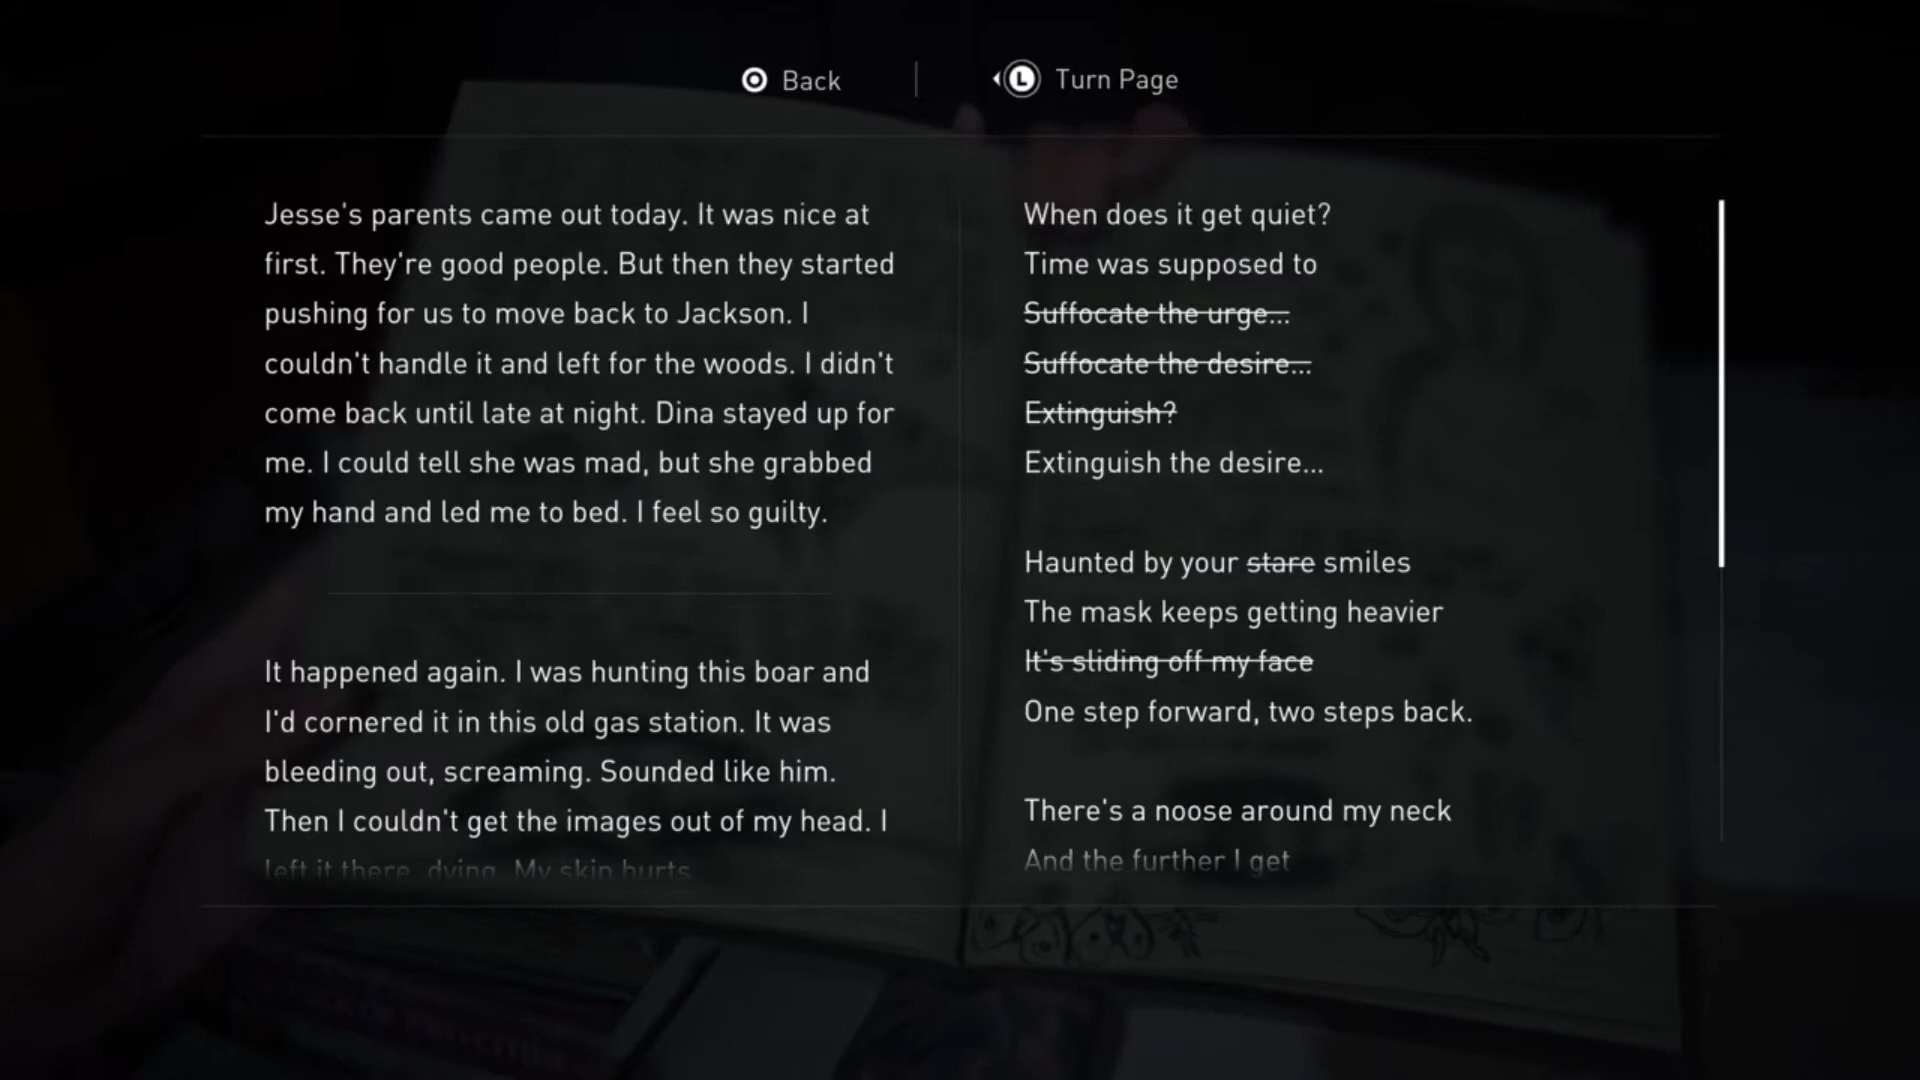 Back
L Turn Page
Jesse's parents came out today. It was nice at
first. They're good people. But then they started
pushing for us to move back to Jackson. I
couldn't handle it and left for the woods. I didn't
come back until late at night. Dina stayed up for
me. I could tell she was mad, but she grabbed
my hand and led me to bed. I feel so guilty.
It happened again. I was hunting this boar and
I'd cornered it in this old gas station. It was
bleeding out, screaming. Sounded like him.
Then I couldn't get the images out of my head. I
left it there, dying. My skin hurts
When does it get quiet?
Time was supposed to
Suffocate the urge...
Suffocate the desire...
Extinguish?
Extinguish the desire...
Haunted by your stare smiles
The mask keeps getting heavier
It's sliding off my face
One step forward, two steps back.
There's a noose around my neck
And the further I get